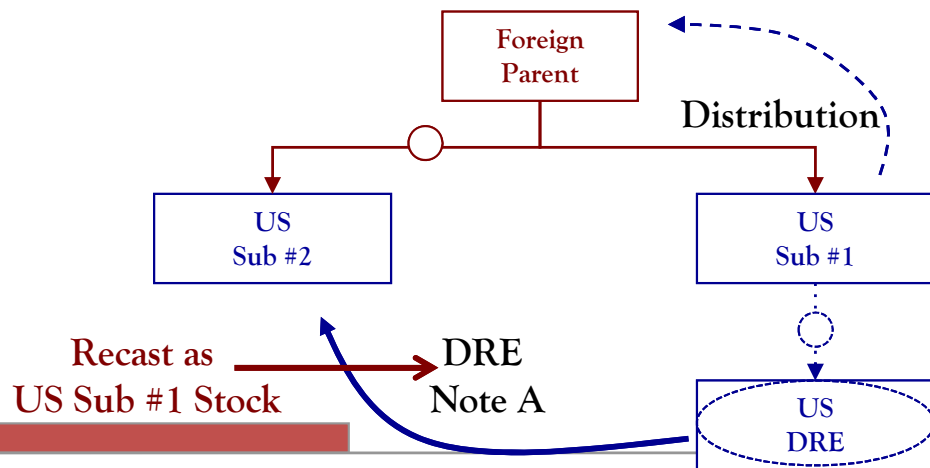 Foreign
Parent
Distribution
US
Sub #2
US
Sub #1
Recast as
US Sub #1 Stock
DRE
Note A
US
DRE